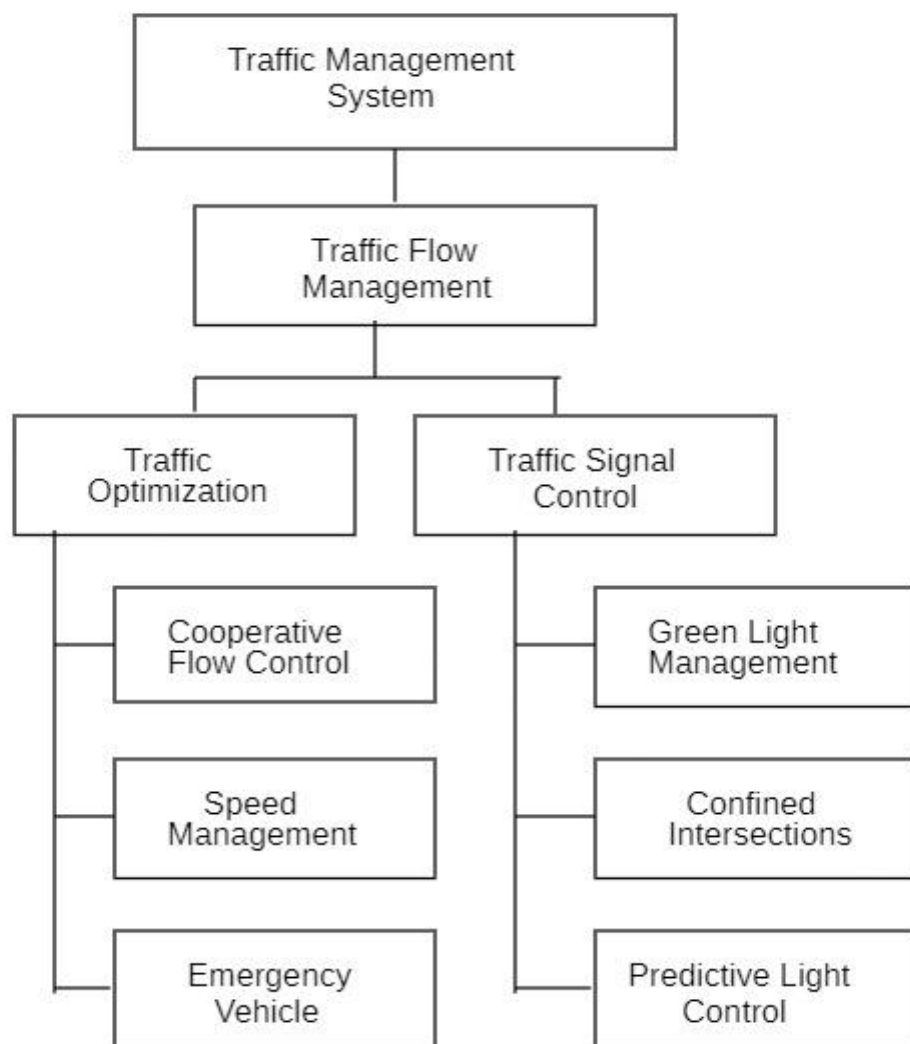 Traffic Management
System
Traffic Flow
Management
Traffic
Optimization
Traffic Signal
Control
Cooperative
Flow Control
Green Light
Management
Speed
Management
Confined
Intersections
Emergency
Vehicle
Predictive Light
Control